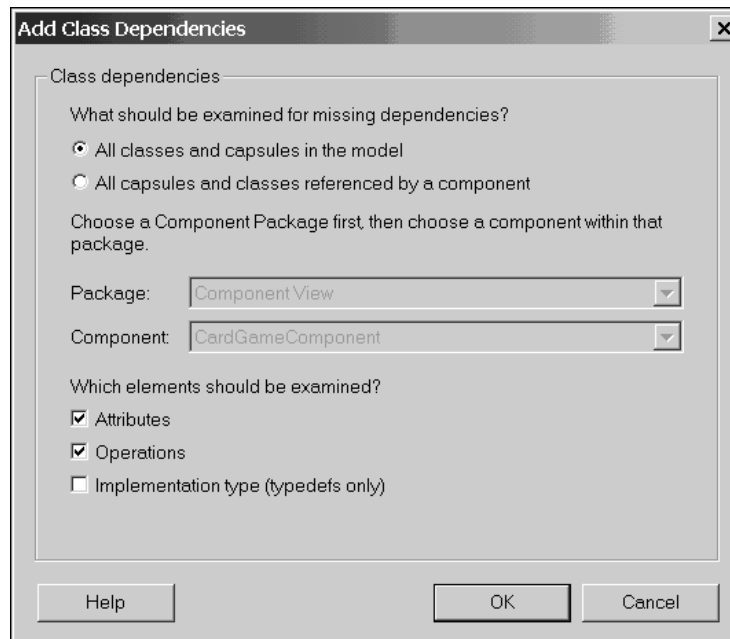 Add Class Dependencies
Class dependencies
What should be examined for missing dependencies?
All classes and capsules in the model
All capsules and classes referenced by a component
Choose a Component Package first, then choose a component within that
package.
Package: Component View
Component: CardGameComponent
Which elements should be examined?
Attributes
Operations
Implementation type (typedefs only)
Help OK Cancel